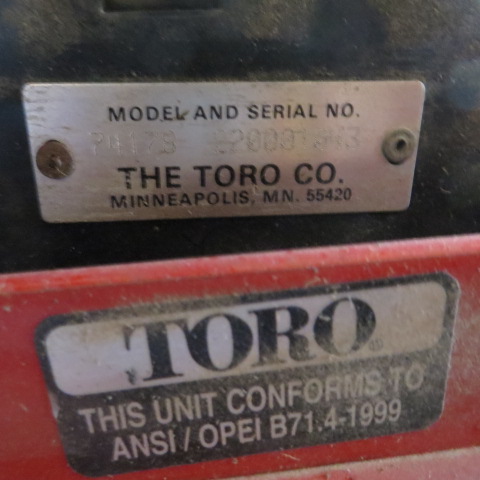 MODEL AND SERIAL NO.
THE TORO CO.
MINNEAPOLIS, MN. 55420
TORO
THIS UNIT CONFORMS TO
ANSI / OPEI B71.4-1999